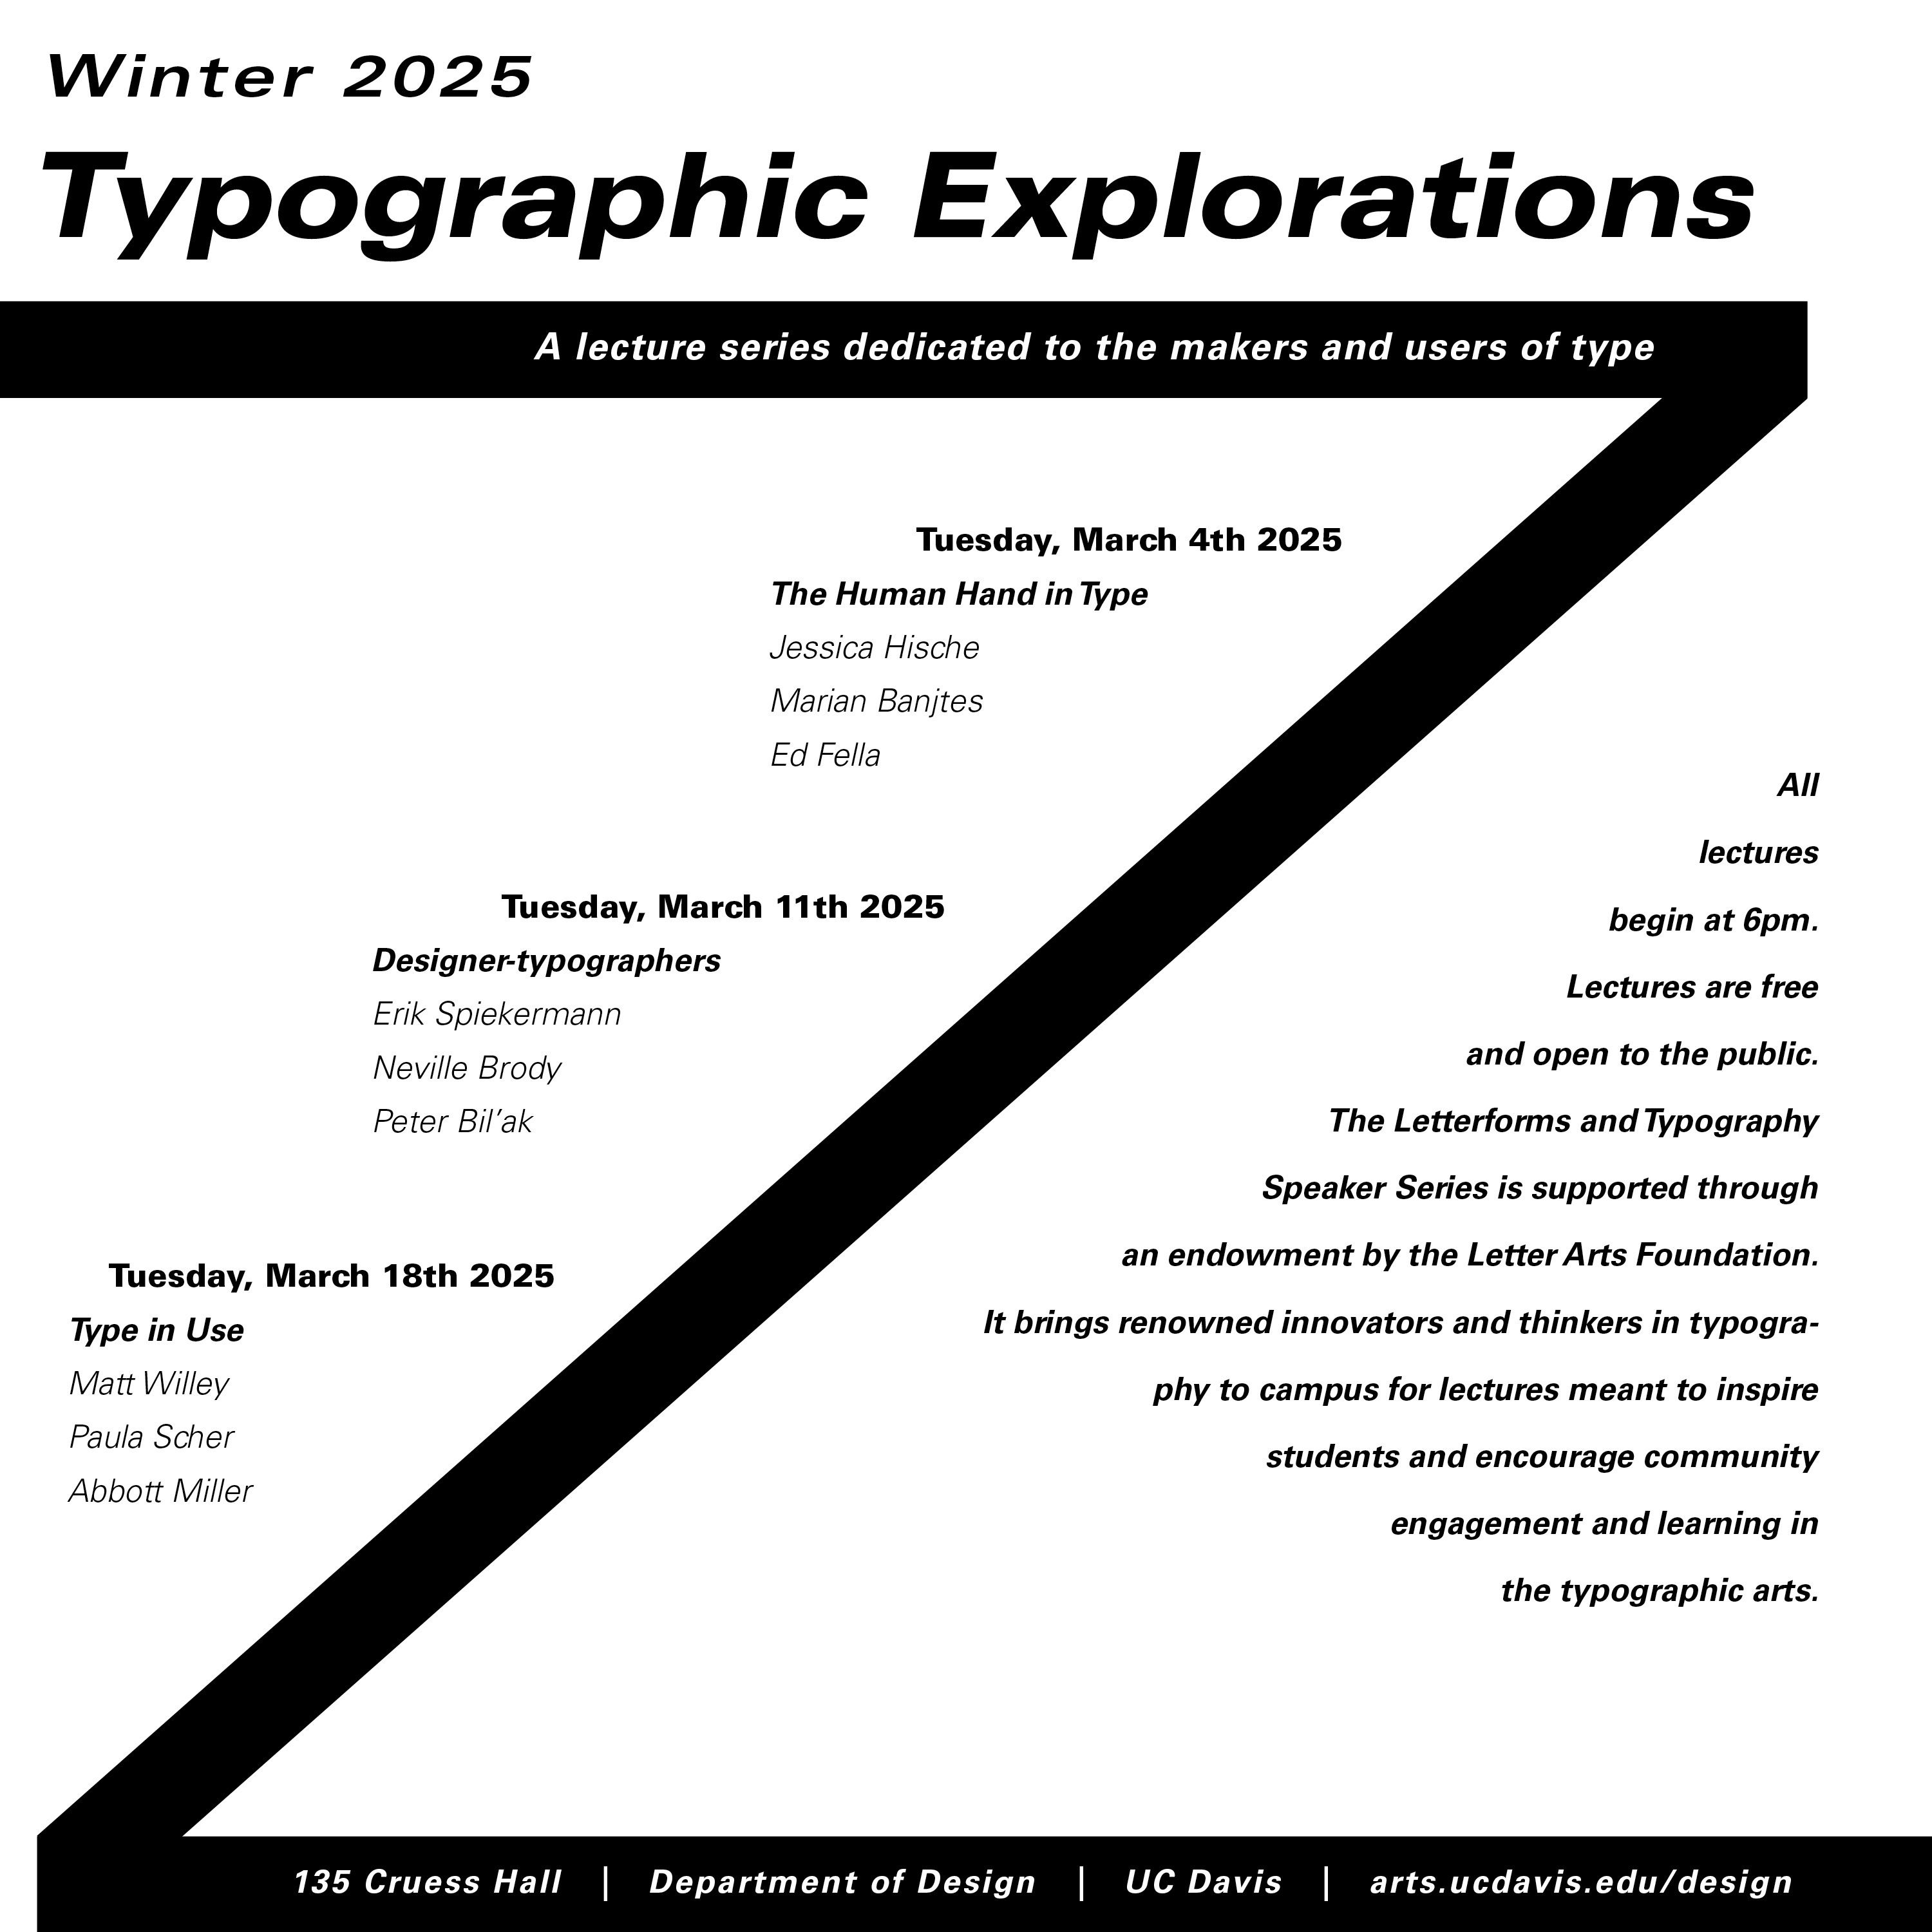 Winter 2025
Typographic Explorations
A lecture series dedicated to the makers and users of type
Tuesday, March 4th 2025
The Human Hand in Type
Jessica Hische
Marian Banjtes
Ed Fella
Tuesday, March 11th 2025
Designer-typographers
Erik Spiekermann
Neville Brody
Peter Bil’ak
Tuesday, March 18th 2025
Type in Use
Matt Willey
Paula Scher
Abbott Miller
All
lectures
begin at 6pm.
Lectures are free
and open to the public.
The Letterforms and Typography
Speaker Series is supported through
an endowment by the Letter Arts Foundation.
It brings renowned innovators and thinkers in typogra-
phy to campus for lectures meant to inspire
students and encourage community
engagement and learning in
the typographic arts.
135 Cruess Hall | Department of Design | UC Davis | arts.ucdavis.edu/design